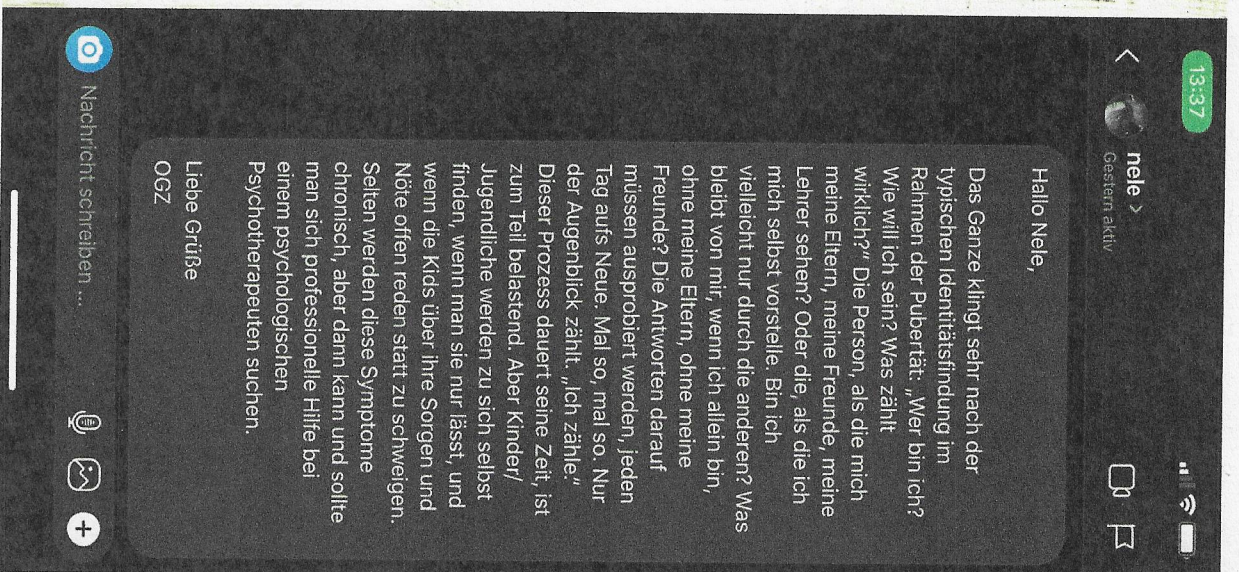 13:37
nele >
Gestern aktiv
Hallo Nele,
Das Ganze klingt sehr nach der
typischen Identitätsfindung im
Rahmen der Pubertät: „Wer bin ich?
Wie will ich sein? Was zählt
wirklich?“ Die Person, als die mich
meine Eltern, meine Freunde, meine
Lehrer sehen? Oder die, als die ich
mich selbst vorstelle. Bin ich
vielleicht nur durch die anderen? Was
bleibt von mir, wenn ich allein bin,
ohne meine Eltern, ohne meine
Freunde? Die Antworten darauf
müssen ausprobiert werden, jeden
Tag aufs Neue. Mal so, mal so. Nur
der Augenblick zählt. „Ich zähle.“
Dieser Prozess dauert seine Zeit, ist
zum Teil belastend. Aber Kinder/
Jugendliche werden zu sich selbst
finden, wenn man sie nur lässt, und
wenn die Kids über ihre Sorgen und
Nöte offen reden statt zu schweigen.
Selten werden diese Symptome
chronisch, aber dann kann und sollte
man sich professionelle Hilfe bei
einem psychologischen
Psychotherapeuten suchen.
Liebe Grüße
OGZ
Nachricht schreiben ...